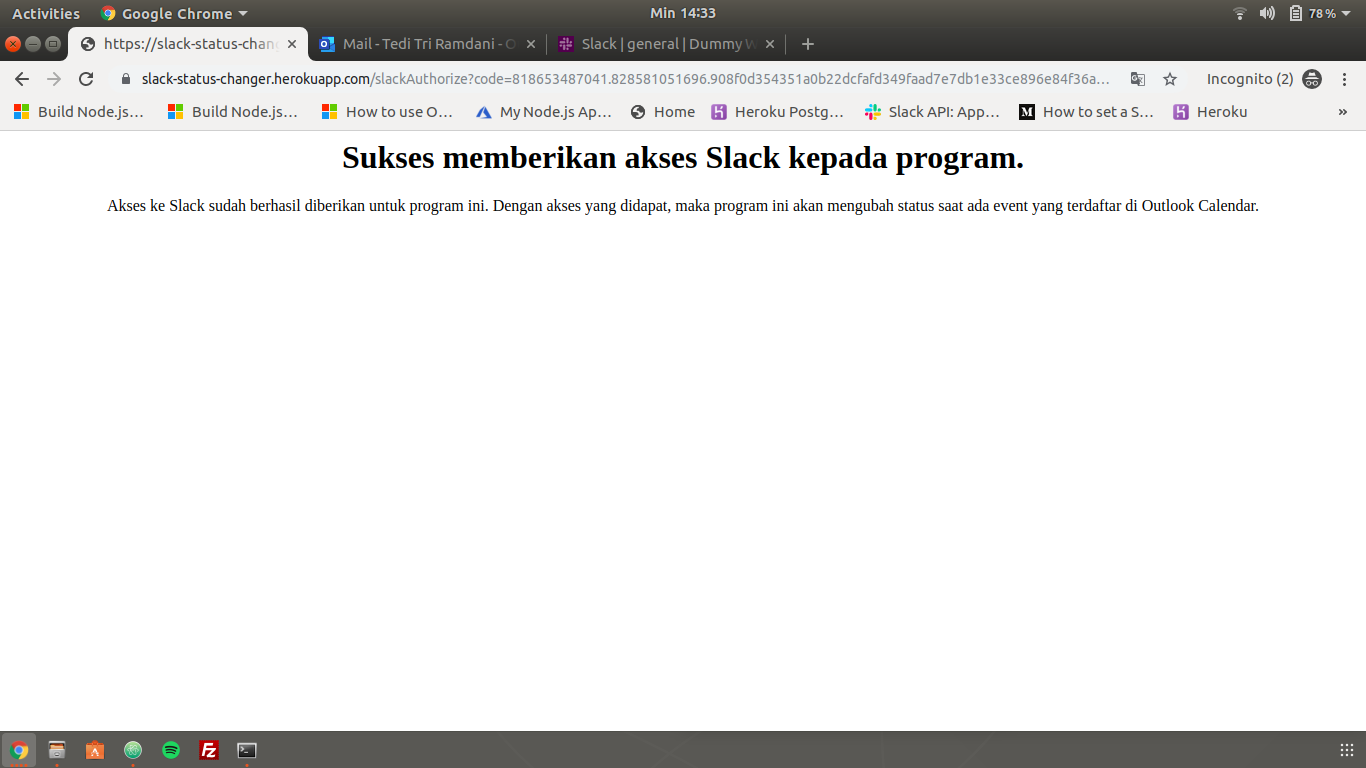 Activities Google Chrome Min 14:33 78 %
https://slack-status-chan Mail - Tedi Tri Ramdani - O Slack | general | Dummy W
slack-status-changer.herokuapp.com/slackAuthorize?code=818653487041.828581051696.908f0d354351a0b22dcfafd349faad7e7db1e33ce896e84f36a... Incognito (2)
Build Node.js... Build Node.js... How to use O... My Node.js Ap... Home Heroku Postg... Slack API: App... M How to set a S... Heroku »
Sukses memberikan akses Slack kepada program.
Akses ke Slack sudah berhasil diberikan untuk program ini. Dengan akses yang didapat, maka program ini akan mengubah status saat ada event yang terdaftar di Outlook Calendar.